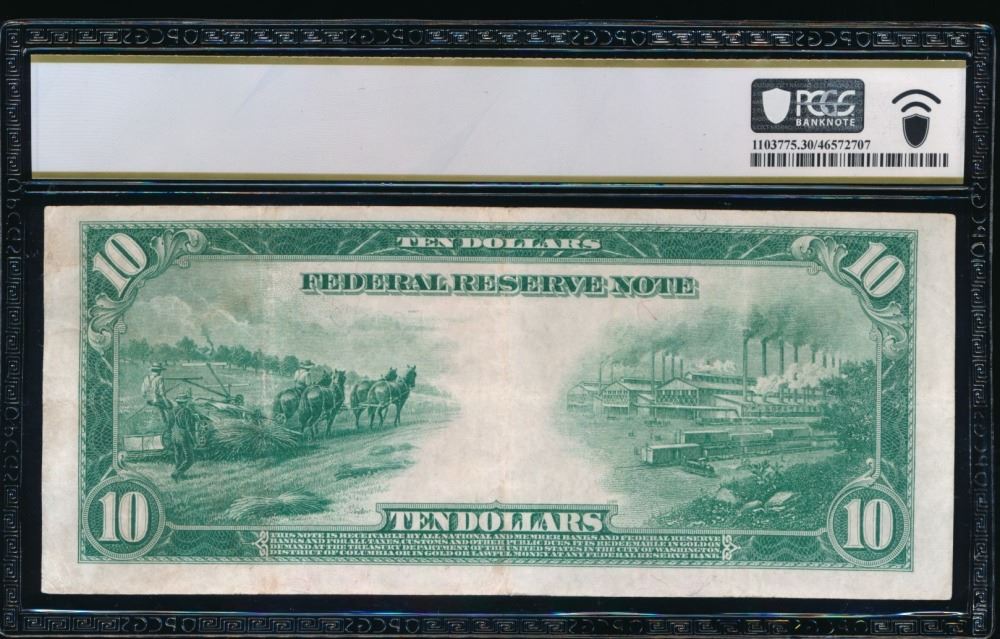 PCGS
BANKNOTE
1103775.30/46572707
10
TEN DOLLARS
10
FEDERAL RESERVE NOTE
10
TEN DOLLARS
10
THIS NOTE IS RECEIVABLE BY ALL NATIONAL AND MEMBER BANKS AND FEDERAL RESERVE
BANKS AND FOR ALL TAXES, CUSTOMS AND OTHER PUBLIC DUES. IT IS REDEEMABLE IN GOLD ON
DEMAND AT THE TREASURY DEPARTMENT OF THE UNITED STATES IN THE CITY OF WASHINGTON
DISTRICT OF COLUMBIA OR IN GOLD OR LAWFUL MONEY AT ANY FEDERAL RESERVE BANK